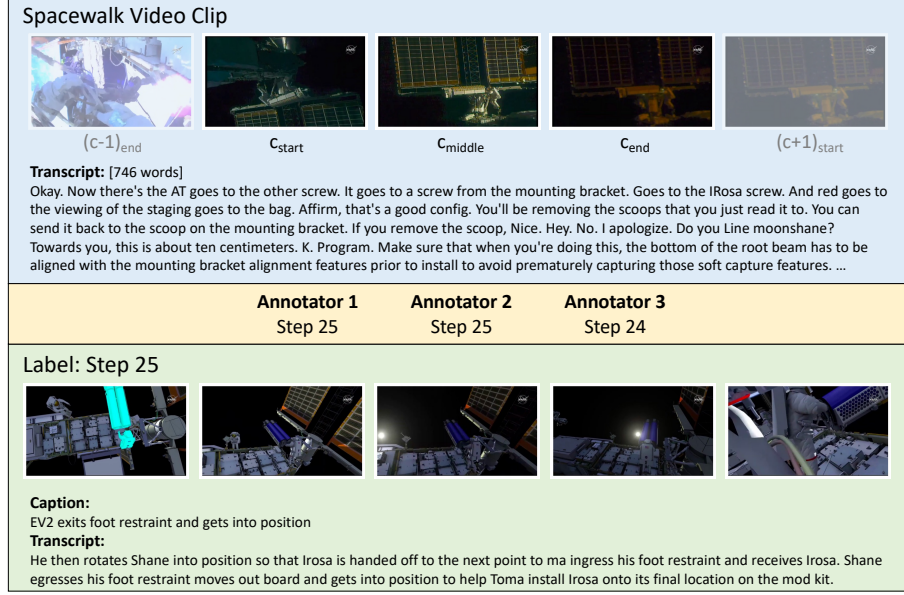 Spacewalk Video Clip
(c-1)end
cstart
cmiddle
cend
(c+1)start
Transcript: [746 words]
Okay. Now there's the AT goes to the other screw. It goes to a screw from the mounting bracket. Goes to the IRosa screw. And red goes to
the viewing of the staging goes to the bag. Affirm, that's a good config. You'll be removing the scoops that you just read it to. You can
send it back to the scoop on the mounting bracket. If you remove the scoop, Nice. Hey. No. I apologize. Do you Line moonshane?
Towards you, this is about ten centimeters. K. Program. Make sure that when you're doing this, the bottom of the root beam has to be
aligned with the mounting bracket alignment features prior to install to avoid prematurely capturing those soft capture features. ...
Annotator 1 Annotator 2 Annotator 3
Step 25 Step 25 Step 24
Label: Step 25
Caption:
EV2 exits foot restraint and gets into position
Transcript:
He then rotates Shane into position so that Irosa is handed off to the next point to ma ingress his foot restraint and receives Irosa. Shane
egresses his foot restraint moves out board and gets into position to help Toma install Irosa onto its final location on the mod kit.